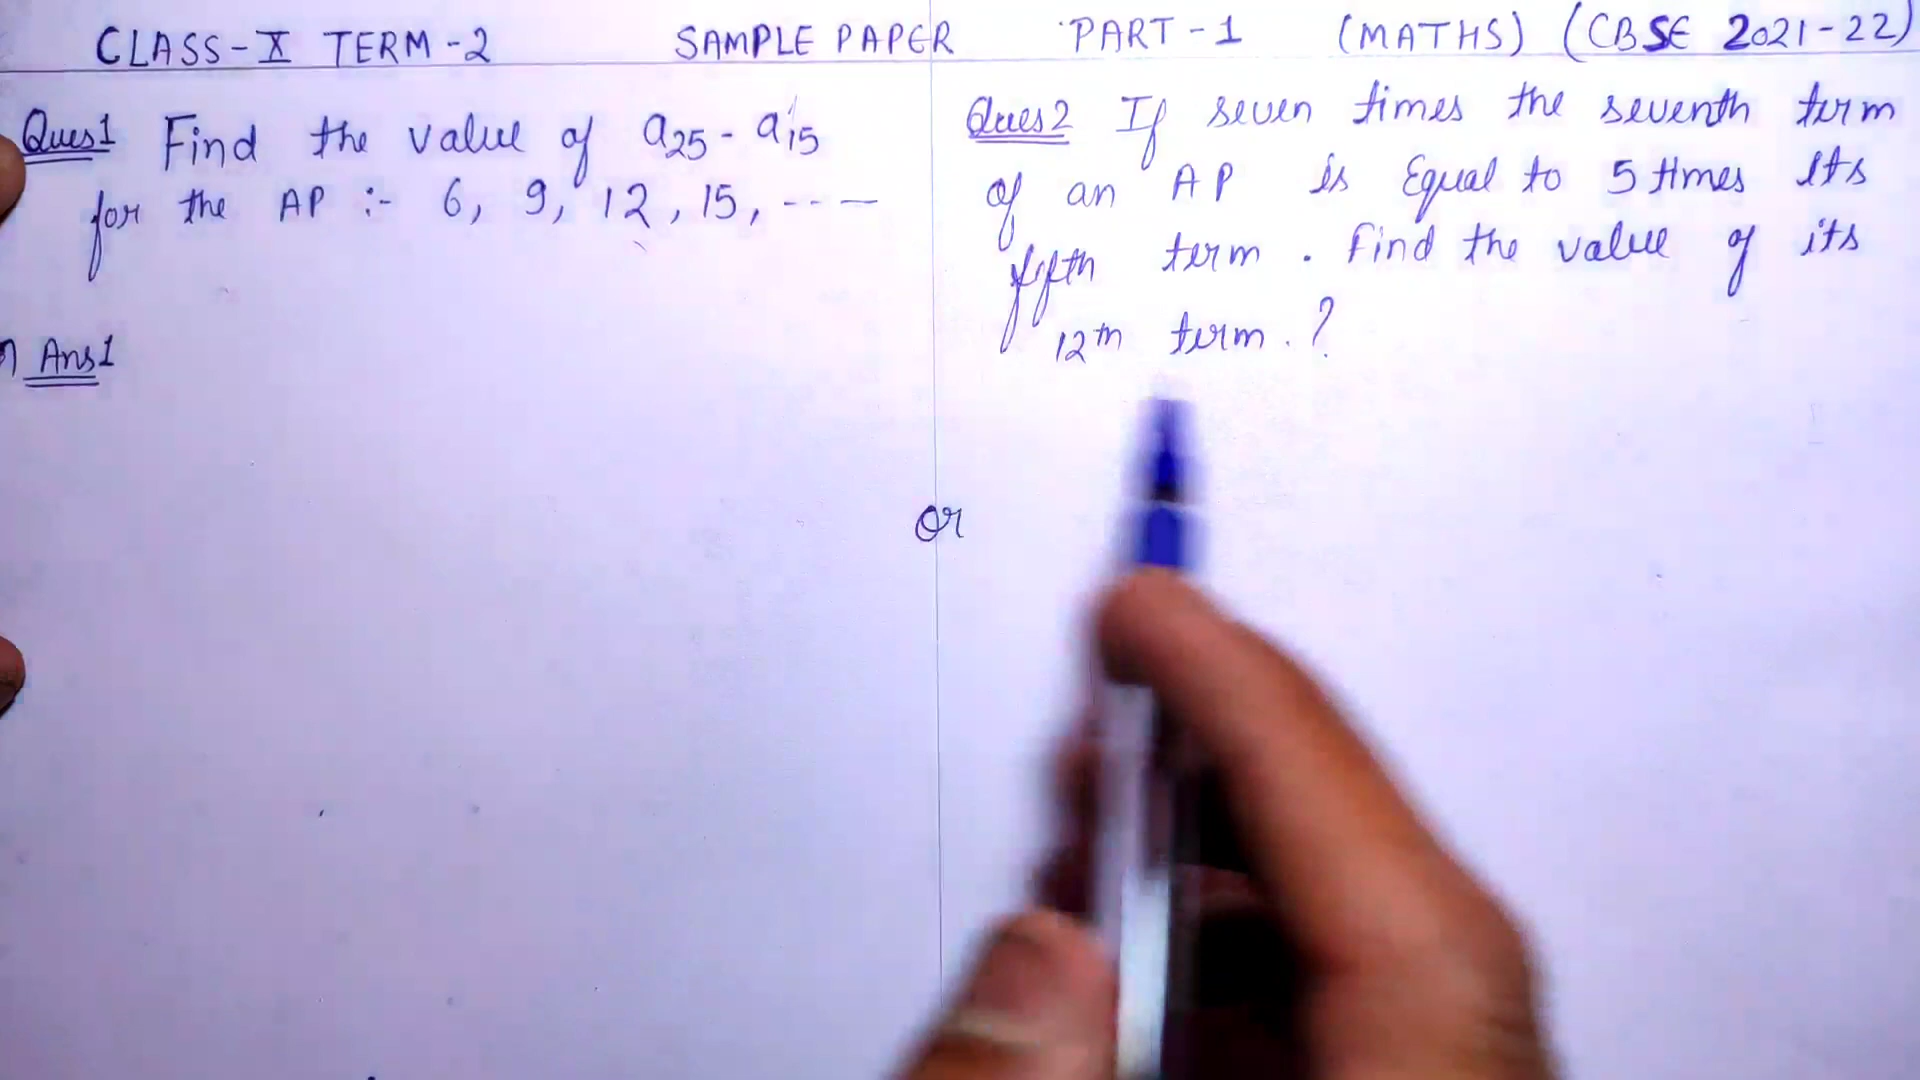 CLASS-X TERM-2 SAMPLE PAPER PART-1 (MATHS) (CBSE 2021-22)
Ques1 Find the value of a25 - a15
for the AP :- 6, 9, 12, 15, ---
Ans1
or
Ques2 If seven times the seventh term
of an AP is Equal to 5 times its
fifth term. Find the value of its
12th term.?